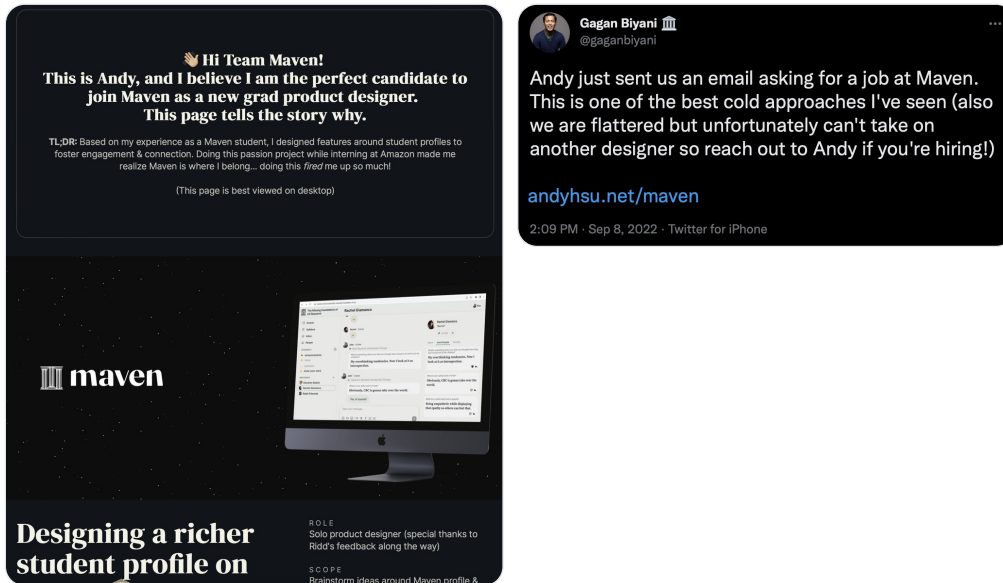 👋🏼 Hi Team Maven!
This is Andy, and I believe I am the perfect candidate to
join Maven as a new grad product designer.
This page tells the story why.
TL;DR: Based on my experience as a Maven student, I designed features around student profiles to
foster engagement & connection. Doing this passion project while interning at Amazon made me
realize Maven is where I belong... doing this fired me up so much!
(This page is best viewed on desktop)
maven
Rachel Giannance
Designing a richer
student profile on
ROLE
Solo product designer (special thanks to
Ridd's feedback along the way)
SCOPE
Brainstorm ideas around Maven profile &
Gagan Biyani 🏛
@gaganbiyani
Andy just sent us an email asking for a job at Maven.
This is one of the best cold approaches I've seen (also
we are flattered but unfortunately can't take on
another designer so reach out to Andy if you're hiring!)
andyhsu.net/maven
2:09 PM · Sep 8, 2022 · Twitter for iPhone